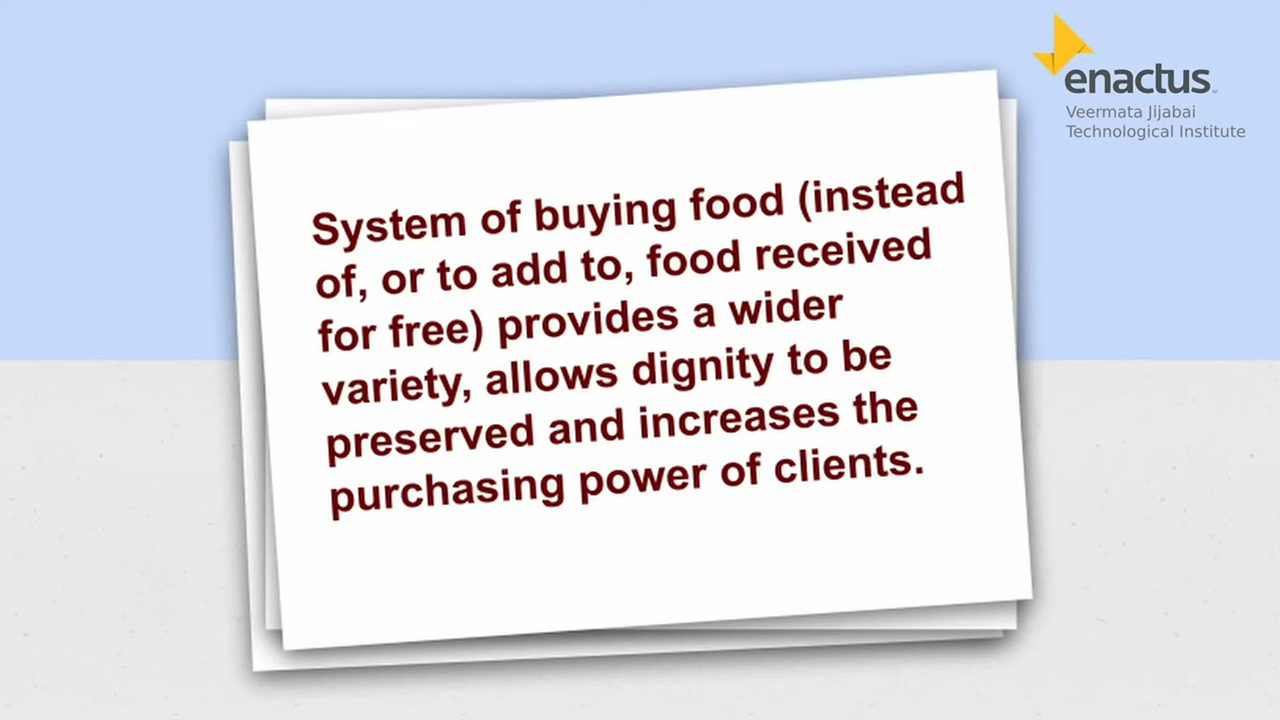 enactus
Veermata Jijabai
Technological Institute
System of buying food (instead
of, or to add to, food received
for free) provides a wider
variety, allows dignity to be
preserved and increases the
purchasing power of clients.